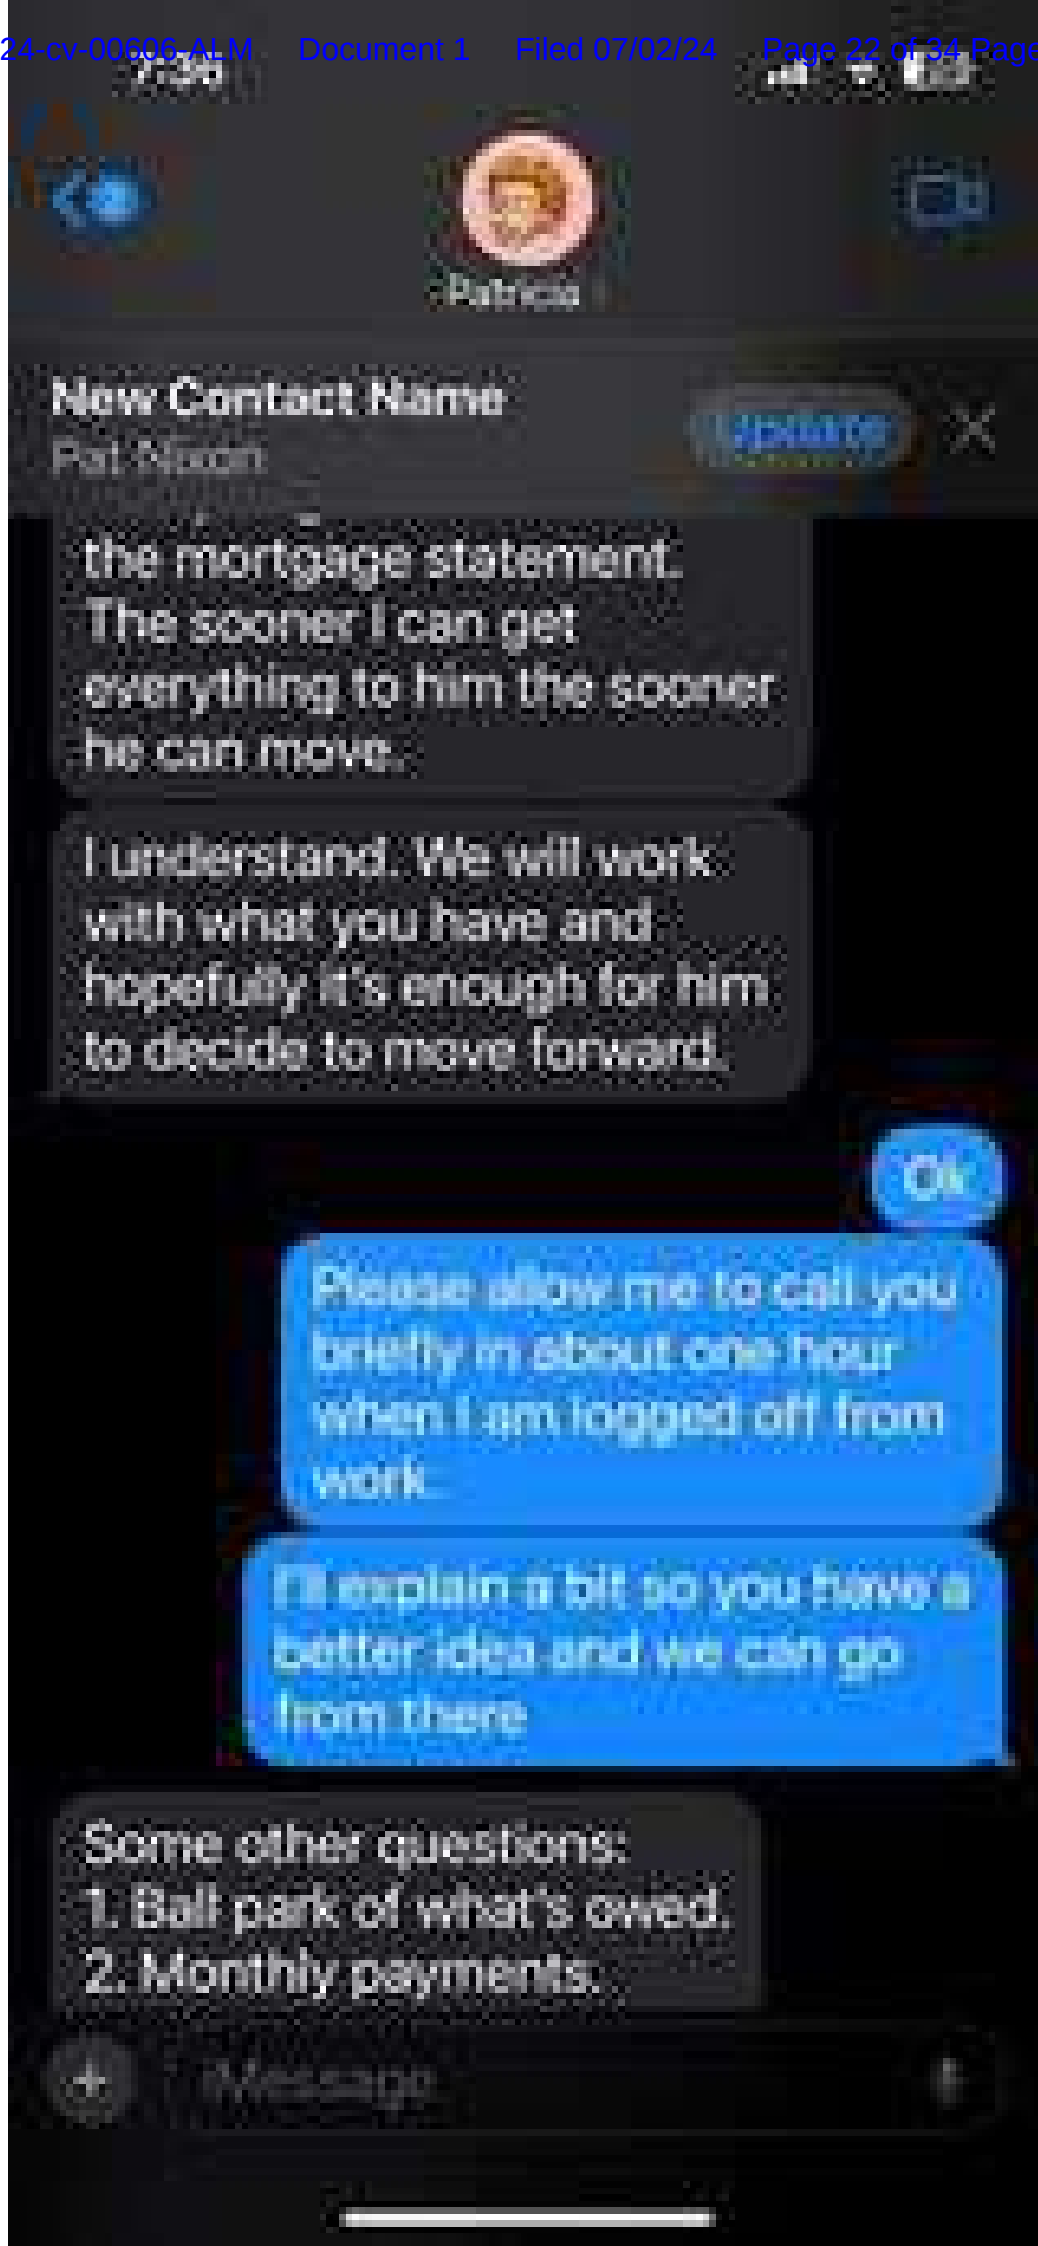 24-cv-00606-ALM Document 1 Filed 07/02/24 Page 22 of 34 Page
7:36
Patricia
New Contact Name
Pat Nixon
Update
the mortgage statement.
The sooner I can get
everything to him the sooner
he can move.
I understand. We will work
with what you have and
hopefully it's enough for him
to decide to move forward.
Ok
Please allow me to call you
briefly in about one hour
when I am logged off from
work.
I'll explain a bit so you have a
better idea and we can go
from there
Some other questions:
1. Ball park of what's owed.
2. Monthly payments.
iMessage